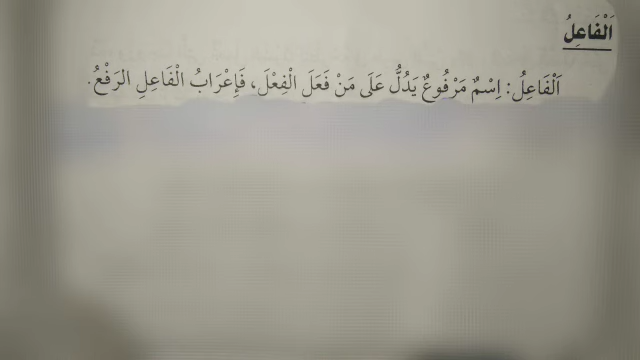 اَلْفَاعِلُ
اَلْفَاعِلُ: اِسْمٌ مَرْفُوعٌ يَدُلُّ عَلَى مَنْ فَعَلَ الْفِعْلَ، فَإِعْرَابُ الْفَاعِلِ الرَفْعُ.